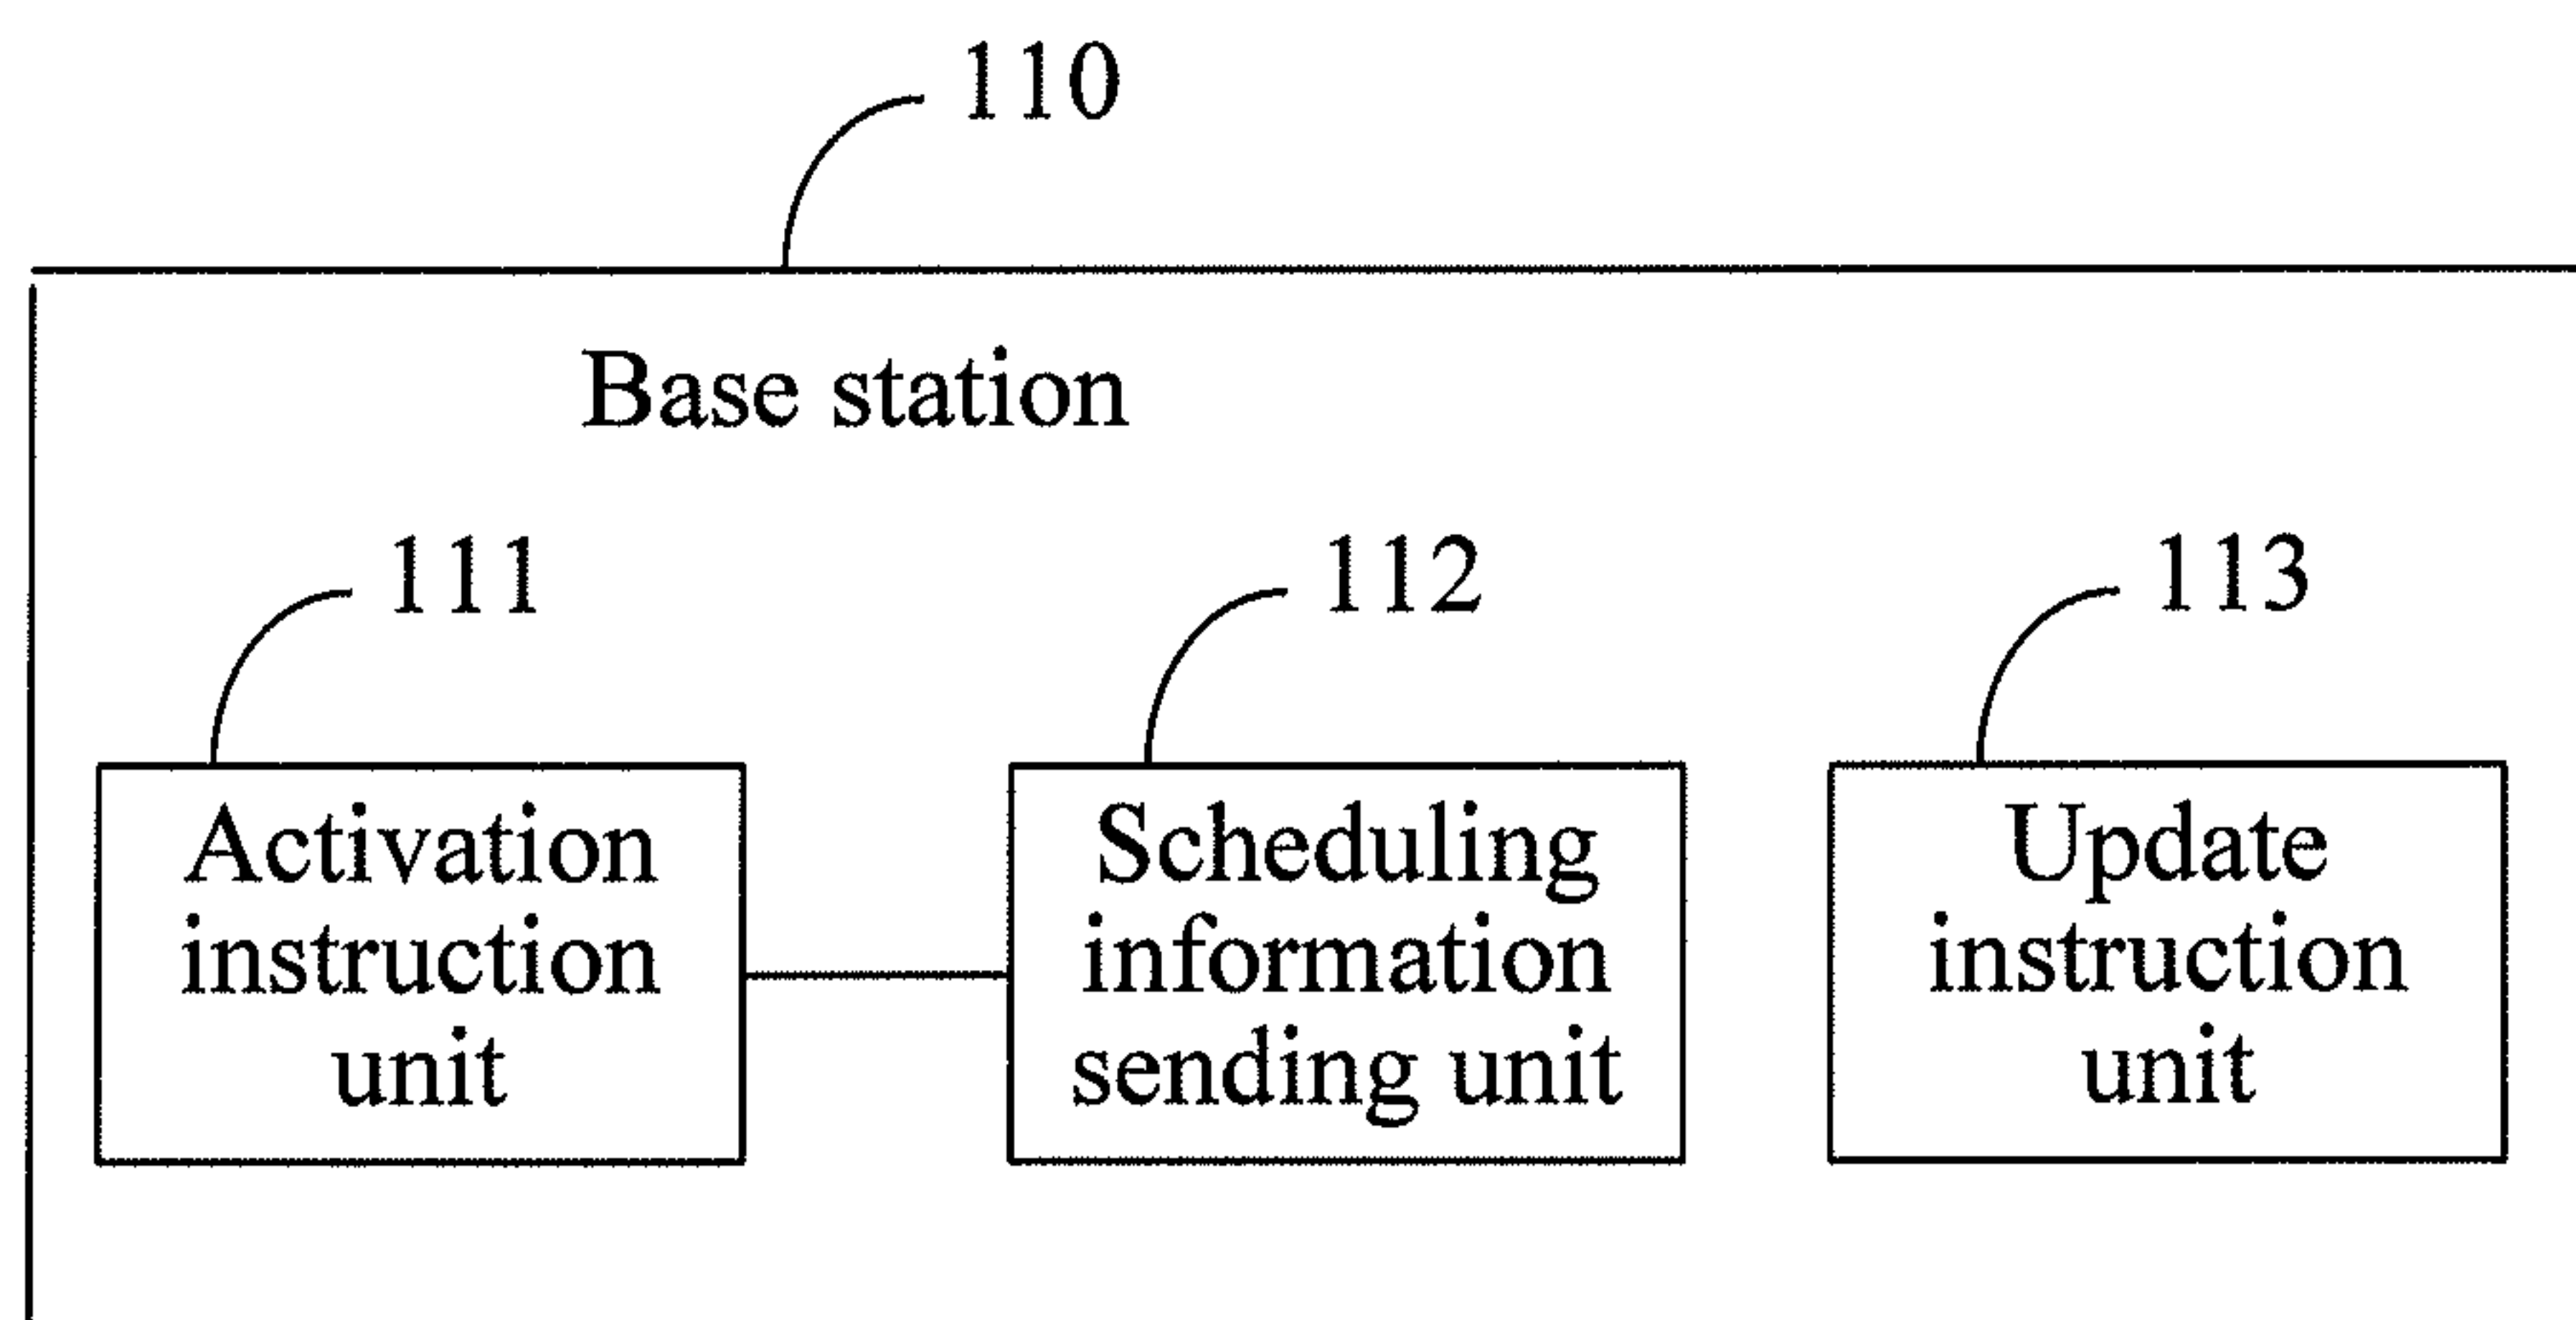 110
Base station
111
112
113
Activation
instruction
unit
Scheduling
information
sending unit
Update
instruction
unit